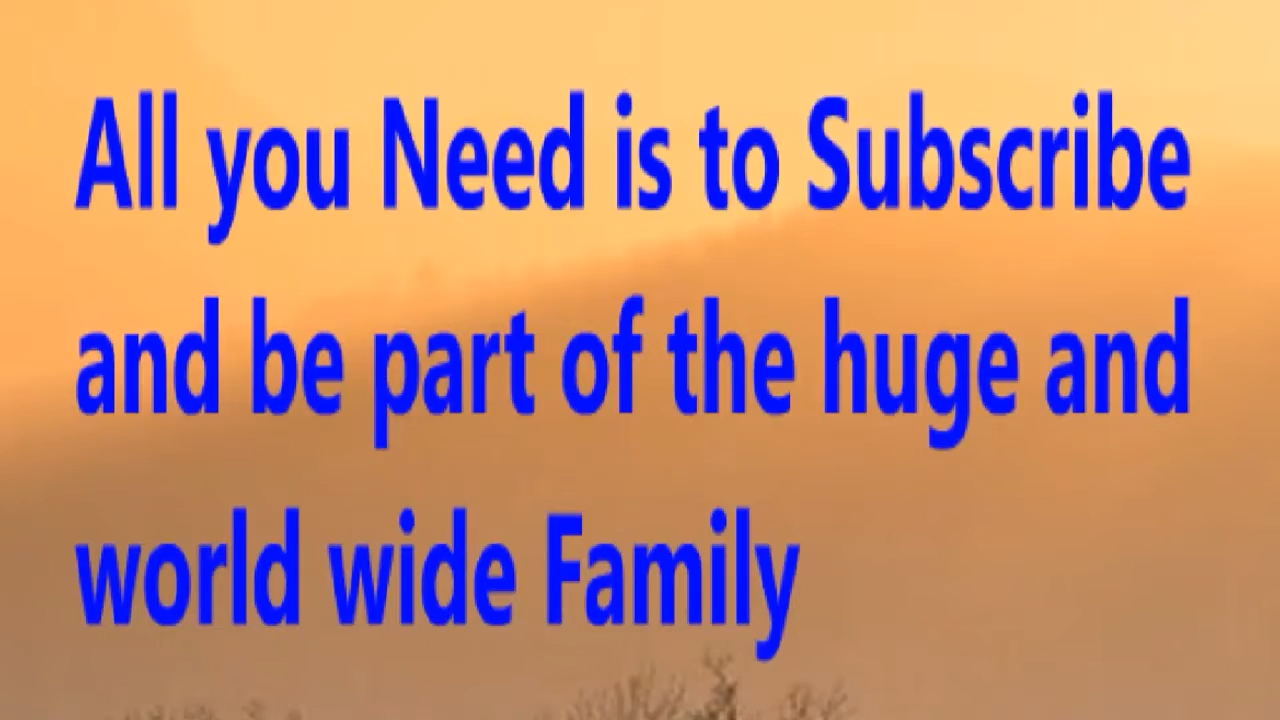 All you Need is to Subscribe
and be part of the huge and
world wide Family